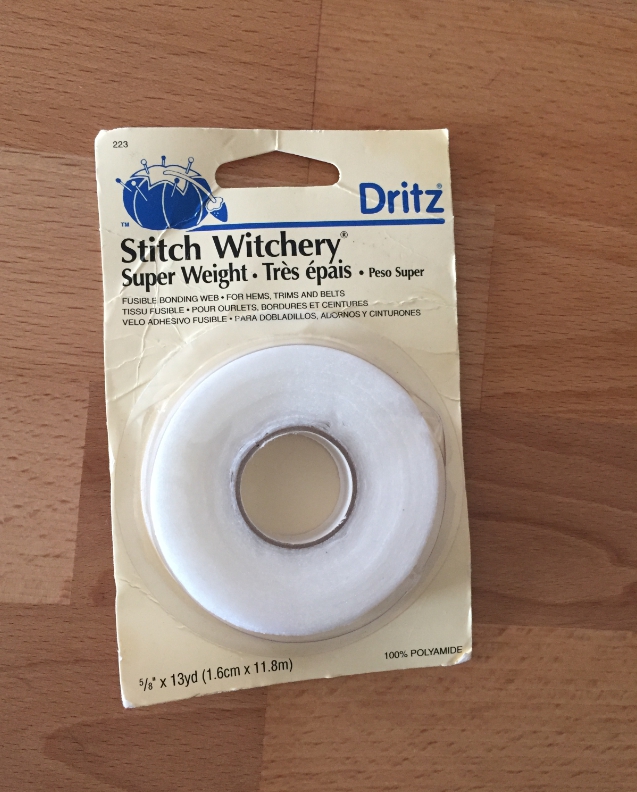 223
Dritz®
™
Stitch Witchery®
Super Weight • Très épais • Peso Super
FUSIBLE BONDING WEB • FOR HEMS, TRIMS AND BELTS
TISSU FUSIBLE • POUR OURLETS, BORDURES ET CEINTURES
VELO ADHESIVO FUSIBLE • PARA DOBLADILLOS, ADORNOS Y CINTURONES
100% POLYAMIDE
5/8" x 13yd (1.6cm x 11.8m)